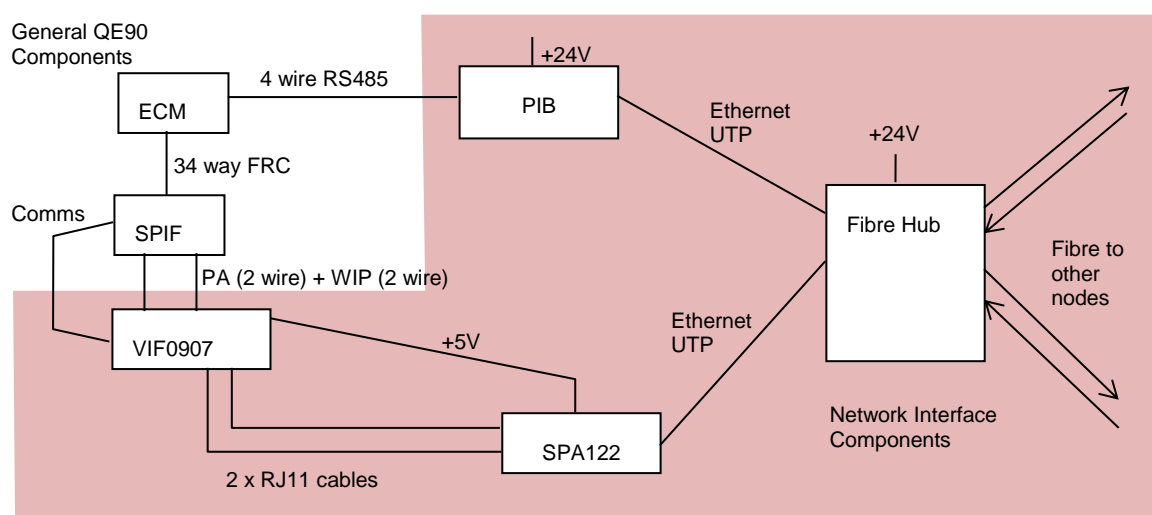 General QE90
Components
+24V
4 wire RS485
ECM
PIB
Ethernet
UTP
+24V
34 way FRC
Comms
SPIF
Fibre Hub
PA (2 wire) + WIP (2 wire)
Fibre to
other
nodes
Ethernet
UTP
VIF0907
+5V
Network Interface
Components
SPA122
2 x RJ11 cables